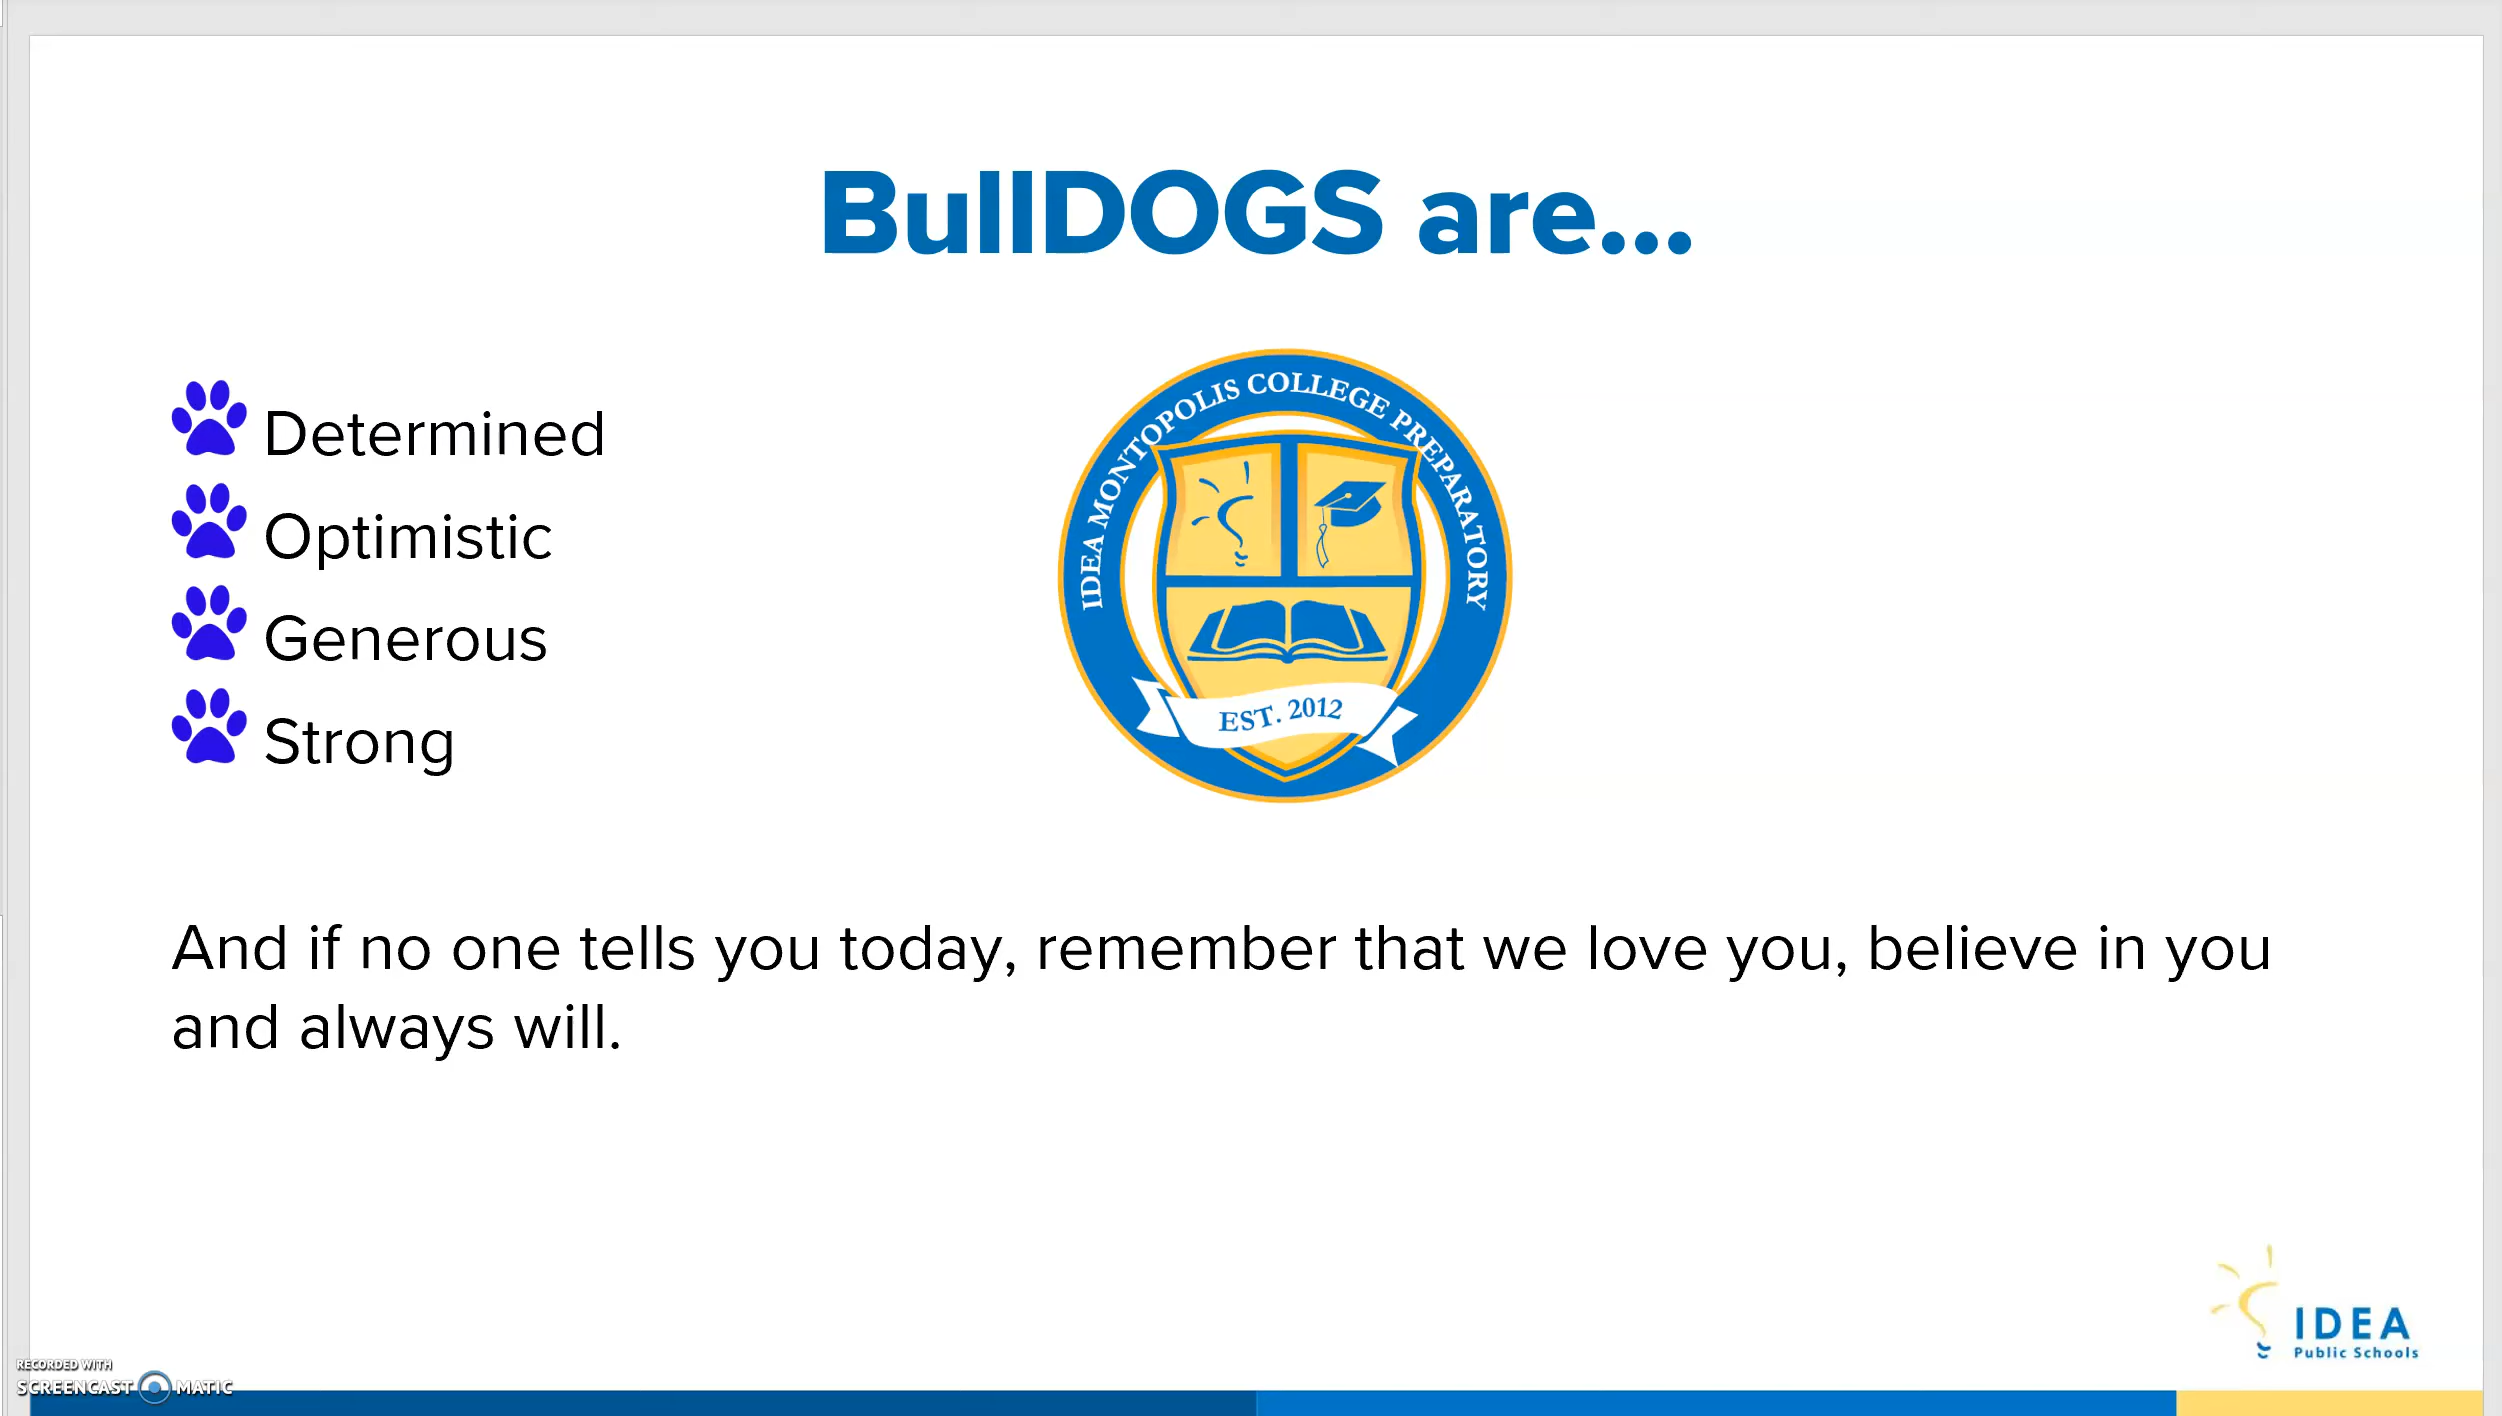 BullDOGS are...
Determined
Optimistic
Generous
Strong
IDEA MONTOPOLIS COLLEGE PREPARATORY
EST. 2012
And if no one tells you today, remember that we love you, believe in you
and always will.
IDEA
Public Schools
RECORDED WITH
SCREENCAST MATIC